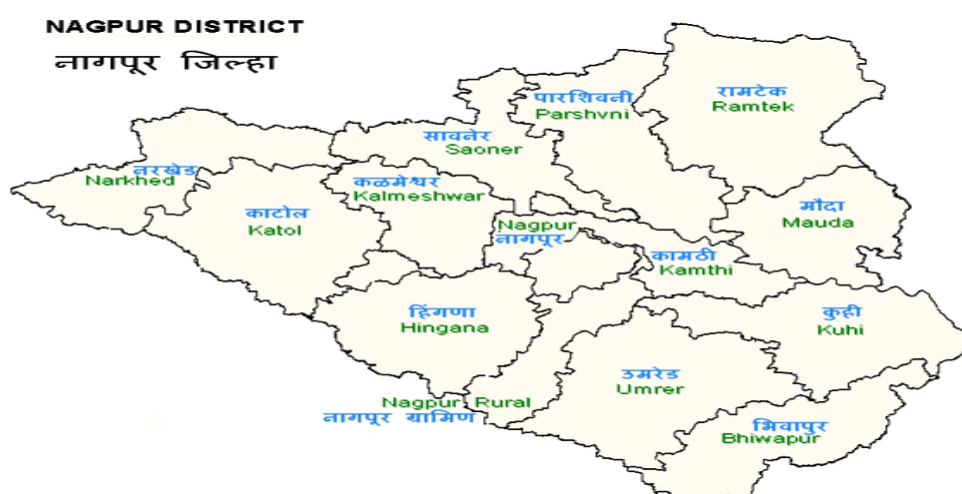 NAGPUR DISTRICT
नागपूर जिल्हा
पारशिवनी
Parshvni
रामटेक
Ramtek
सावनेर
Saoner
नरखेड
Narkhed
कळमेश्वर
Kalmeshwar
काटोल
Katol
Nagpur
नागपूर
मौदा
Mauda
कामठी
Kamthi
हिंगणा
Hingana
कुही
Kuhi
उमरेड
Umrer
Nagpur Rural
नागपूर ग्रामिण
भिवापुर
Bhiwapur